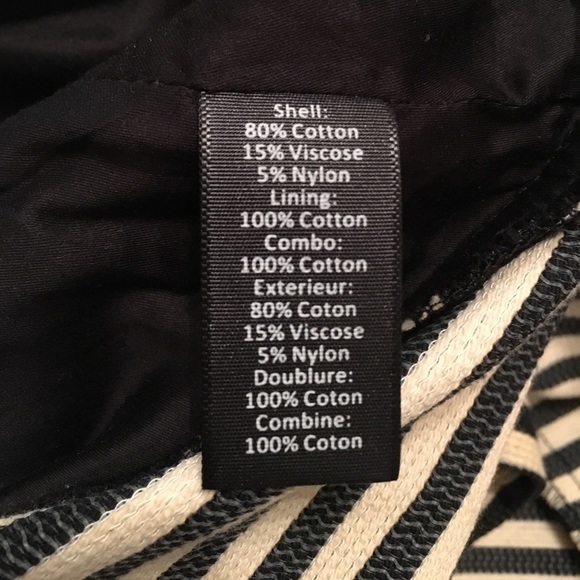 Shell:
80% Cotton
15% Viscose
5% Nylon
Lining:
100% Cotton
Combo:
100% Cotton
Exterieur:
80% Coton
15% Viscose
5% Nylon
Doublure:
100% Coton
Combine:
100% Coton